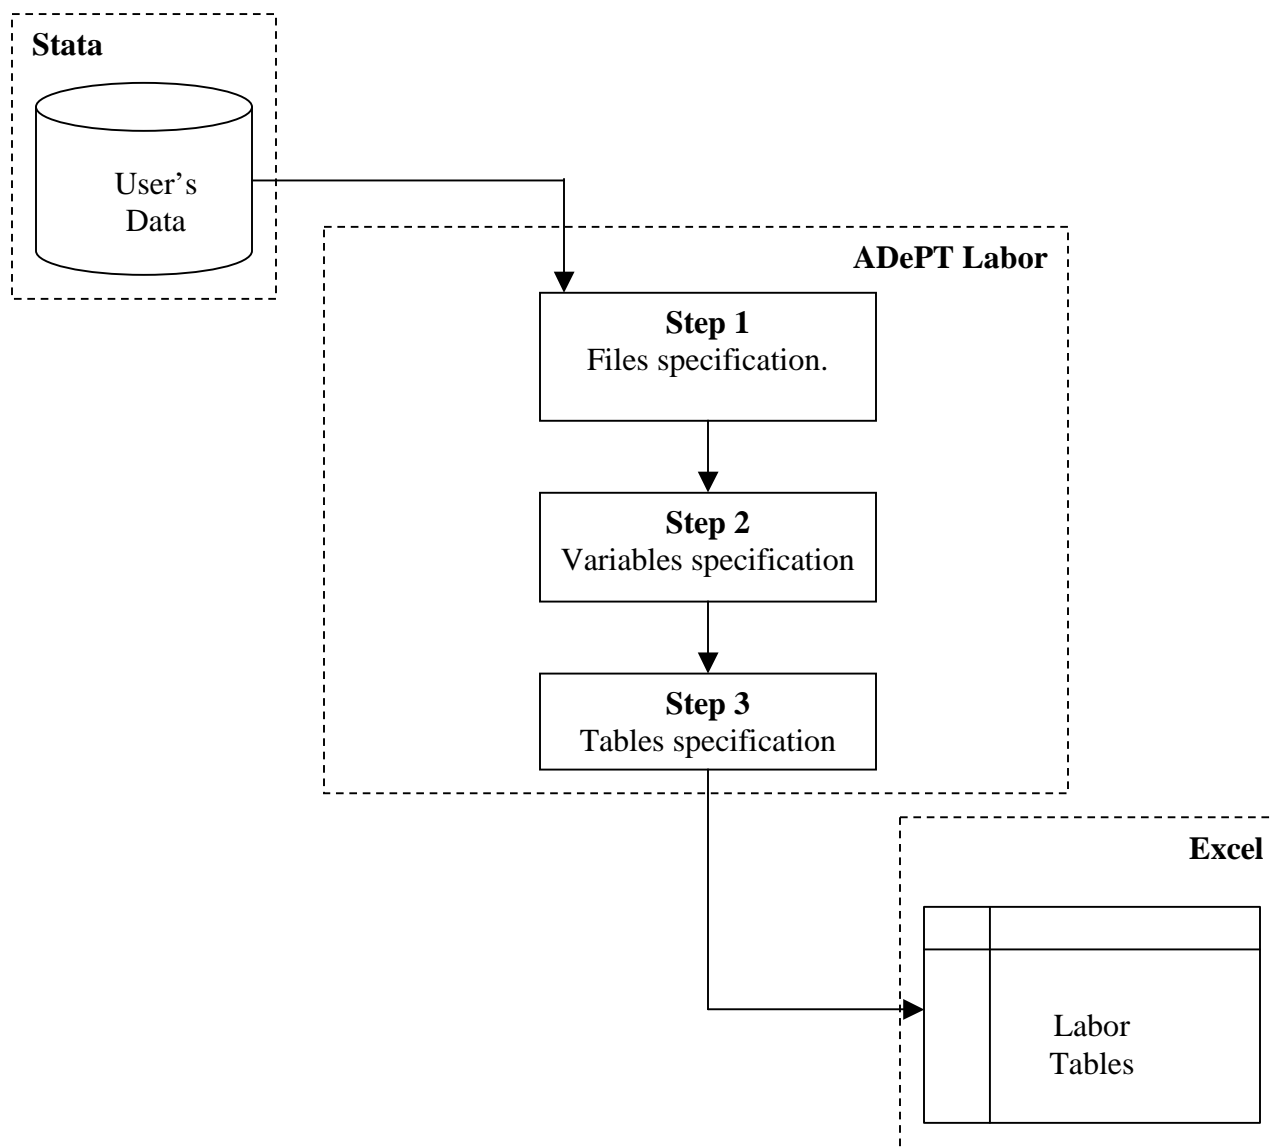 Stata
User’s
Data
ADePT Labor
Step 1
Files specification.
Step 2
Variables specification
Step 3
Tables specification
Excel
Labor
Tables